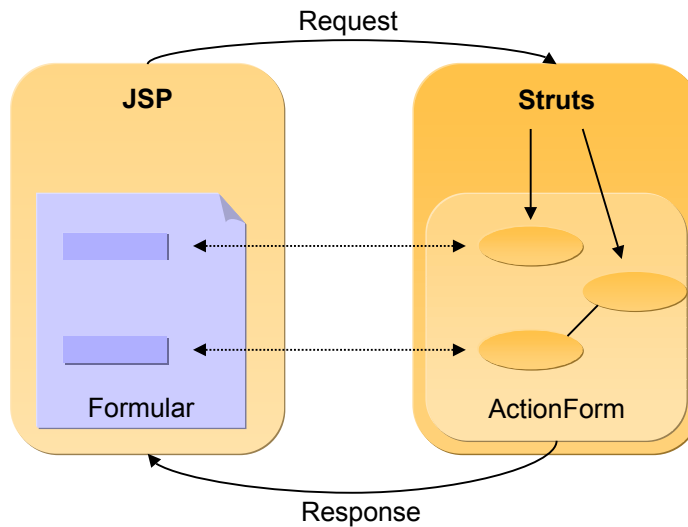 Request
JSP
Struts
Formular
ActionForm
Response